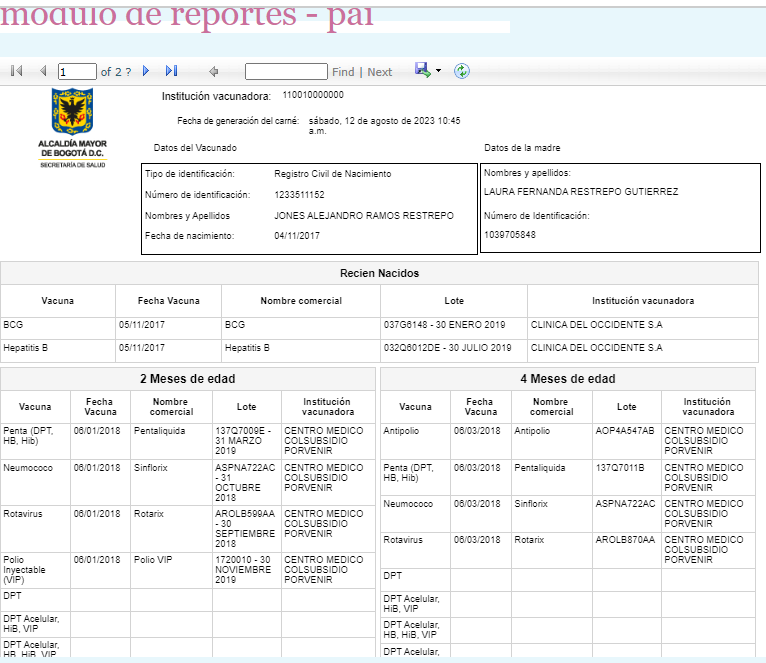 modulo de reportes - pai
1 of 2 ? Find | Next
ALCALDÍA MAYOR
DE BOGOTÁ D.C.
SECRETARÍA DE SALUD
Institución vacunadora: 110010000000
Fecha de generación del carné: sábado, 12 de agosto de 2023 10:45
a.m.
Datos del Vacunado
Datos de la madre
Tipo de identificación: Registro Civil de Nacimiento
Número de identificación: 1233511152
Nombres y Apellidos JONES ALEJANDRO RAMOS RESTREPO
Fecha de nacimiento: 04/11/2017
Nombres y apellidos:
LAURA FERNANDA RESTREPO GUTIERREZ
Número de Identificación:
1039705848
Recien Nacidos
Vacuna Fecha Vacuna Nombre comercial Lote Institución vacunadora
BCG 05/11/2017 BCG 037G6148 - 30 ENERO 2019 CLINICA DEL OCCIDENTE S.A
Hepatitis B 05/11/2017 Hepatitis B 032Q6012DE - 30 JULIO 2019 CLINICA DEL OCCIDENTE S.A
2 Meses de edad
Vacuna Fecha Nombre Lote Institución
Vacuna comercial vacunadora
Penta (DPT, 06/01/2018 Pentaliquida 137Q7009E - CENTRO MEDICO
HB, Hib) 31 MARZO COLSUBSIDIO
2019 PORVENIR
Neumococo 06/01/2018 Sinflorix ASPNA722AC CENTRO MEDICO
- 31 COLSUBSIDIO
OCTUBRE PORVENIR
2018
Rotavirus 06/01/2018 Rotarix AROLB599AA CENTRO MEDICO
- 30 COLSUBSIDIO
SEPTIEMBRE PORVENIR
2018
Polio 06/01/2018 Polio VIP 1720010 - 30 CENTRO MEDICO
Inyectable NOVIEMBRE COLSUBSIDIO
(VIP) 2019 PORVENIR
DPT
DPT Acelular,
HiB, VIP
DPT Acelular,
HB, HiB, VIP
4 Meses de edad
Vacuna Fecha Nombre Lote Institución
Vacuna comercial vacunadora
Antipolio 06/03/2018 Antipolio AOP4A547AB CENTRO MEDICO
COLSUBSIDIO
PORVENIR
Penta (DPT, 06/03/2018 Pentaliquida 137Q7011B CENTRO MEDICO
HB, Hib) COLSUBSIDIO
PORVENIR
Neumococo 06/03/2018 Sinflorix ASPNA722AC CENTRO MEDICO
COLSUBSIDIO
PORVENIR
Rotavirus 06/03/2018 Rotarix AROLB870AA CENTRO MEDICO
COLSUBSIDIO
PORVENIR
DPT
DPT Acelular,
HiB, VIP
DPT Acelular,
HB, HiB, VIP
DPT Acelular,